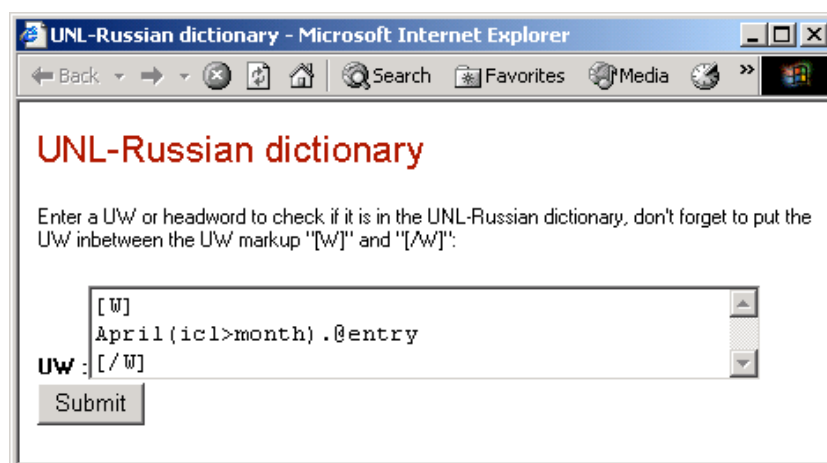 UNL-Russian dictionary - Microsoft Internet Explorer
Back Search Favorites Media »
UNL-Russian dictionary
Enter a UW or headword to check if it is in the UNL-Russian dictionary, don't forget to put the
UW inbetween the UW markup "[W]" and "[/W]":
[W]
April(icl>month).@entry
UW : [/W]
Submit